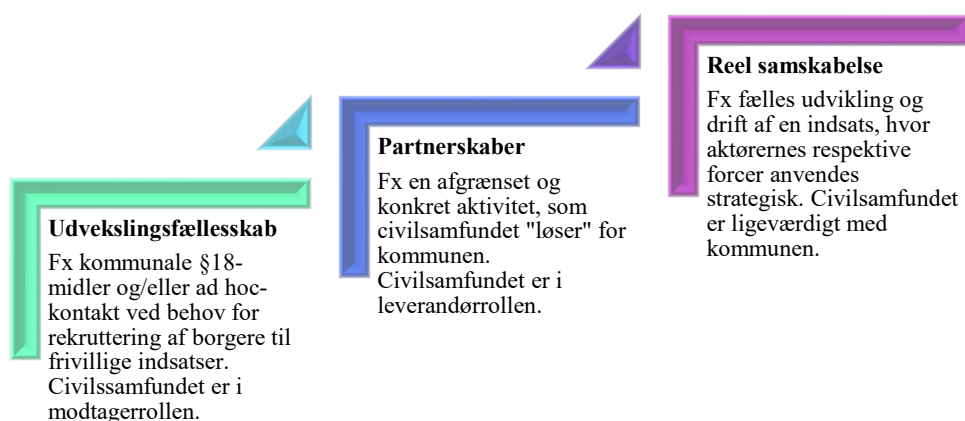 Udvekslingsfællesskab
Fx kommunale §18-
midler og/eller ad hoc-
kontakt ved behov for
rekruttering af borgere til
frivillige indsatser.
Civilssamfundet er i
modtagerrollen.
Partnerskaber
Fx en afgrænset og
konkret aktivitet, som
civilsamfundet "løser" for
kommunen.
Civilsamfundet er i
leverandørrollen.
Reel samskabelse
Fx fælles udvikling og
drift af en indsats, hvor
aktørernes respektive
forcer anvendes
strategisk. Civilsamfundet
er ligeværdigt med
kommunen.